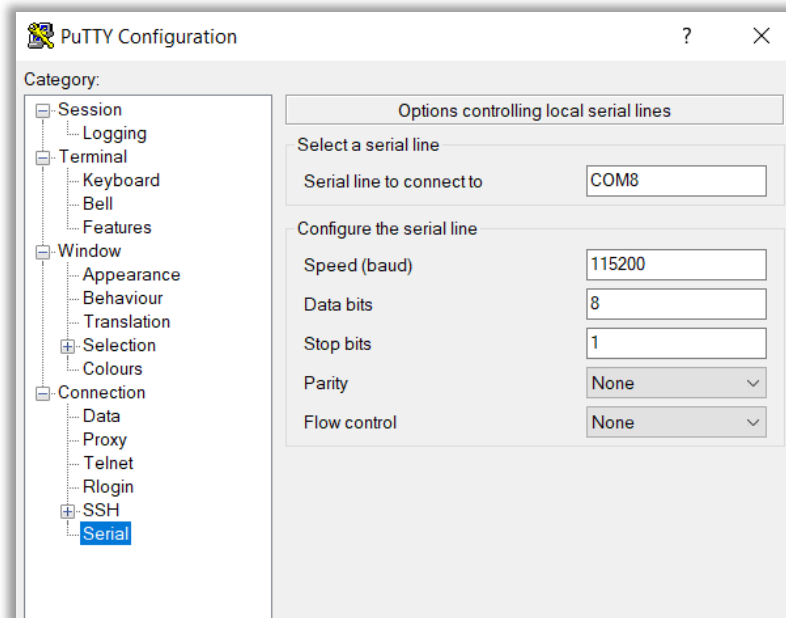 PuTTY Configuration
?
Category:
Session
Logging
Terminal
Keyboard
Bell
Features
Window
Appearance
Behaviour
Translation
Selection
Colours
Connection
Data
Proxy
Telnet
Rlogin
SSH
Serial
Options controlling local serial lines
Select a serial line
Serial line to connect to COM8
Configure the serial line
Speed (baud) 115200
Data bits 8
Stop bits 1
Parity None
Flow control None